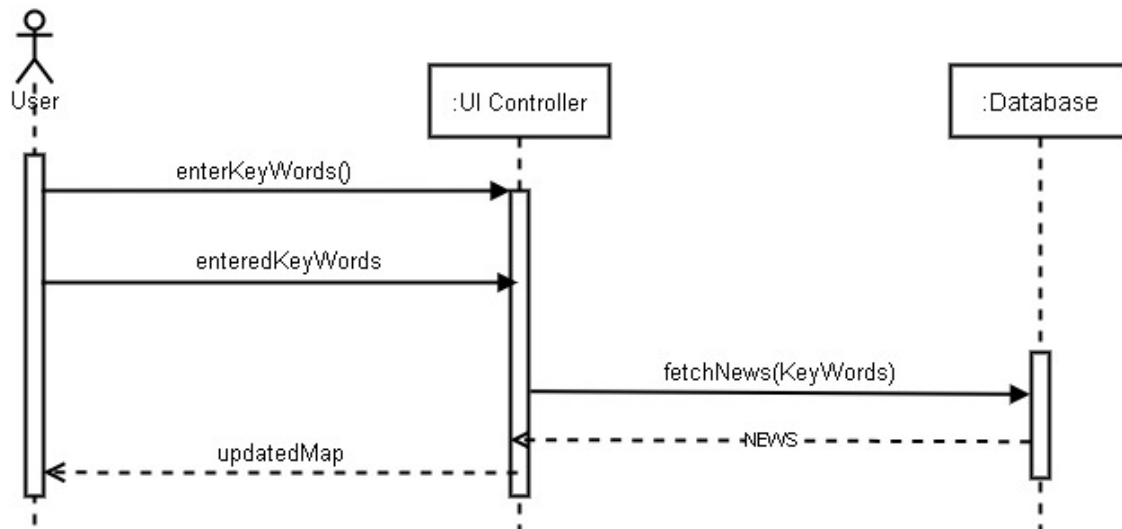 User
:UI Controller
:Database
enterKeyWords()
enteredKeyWords
fetchNews(KeyWords)
NEWS
updatedMap